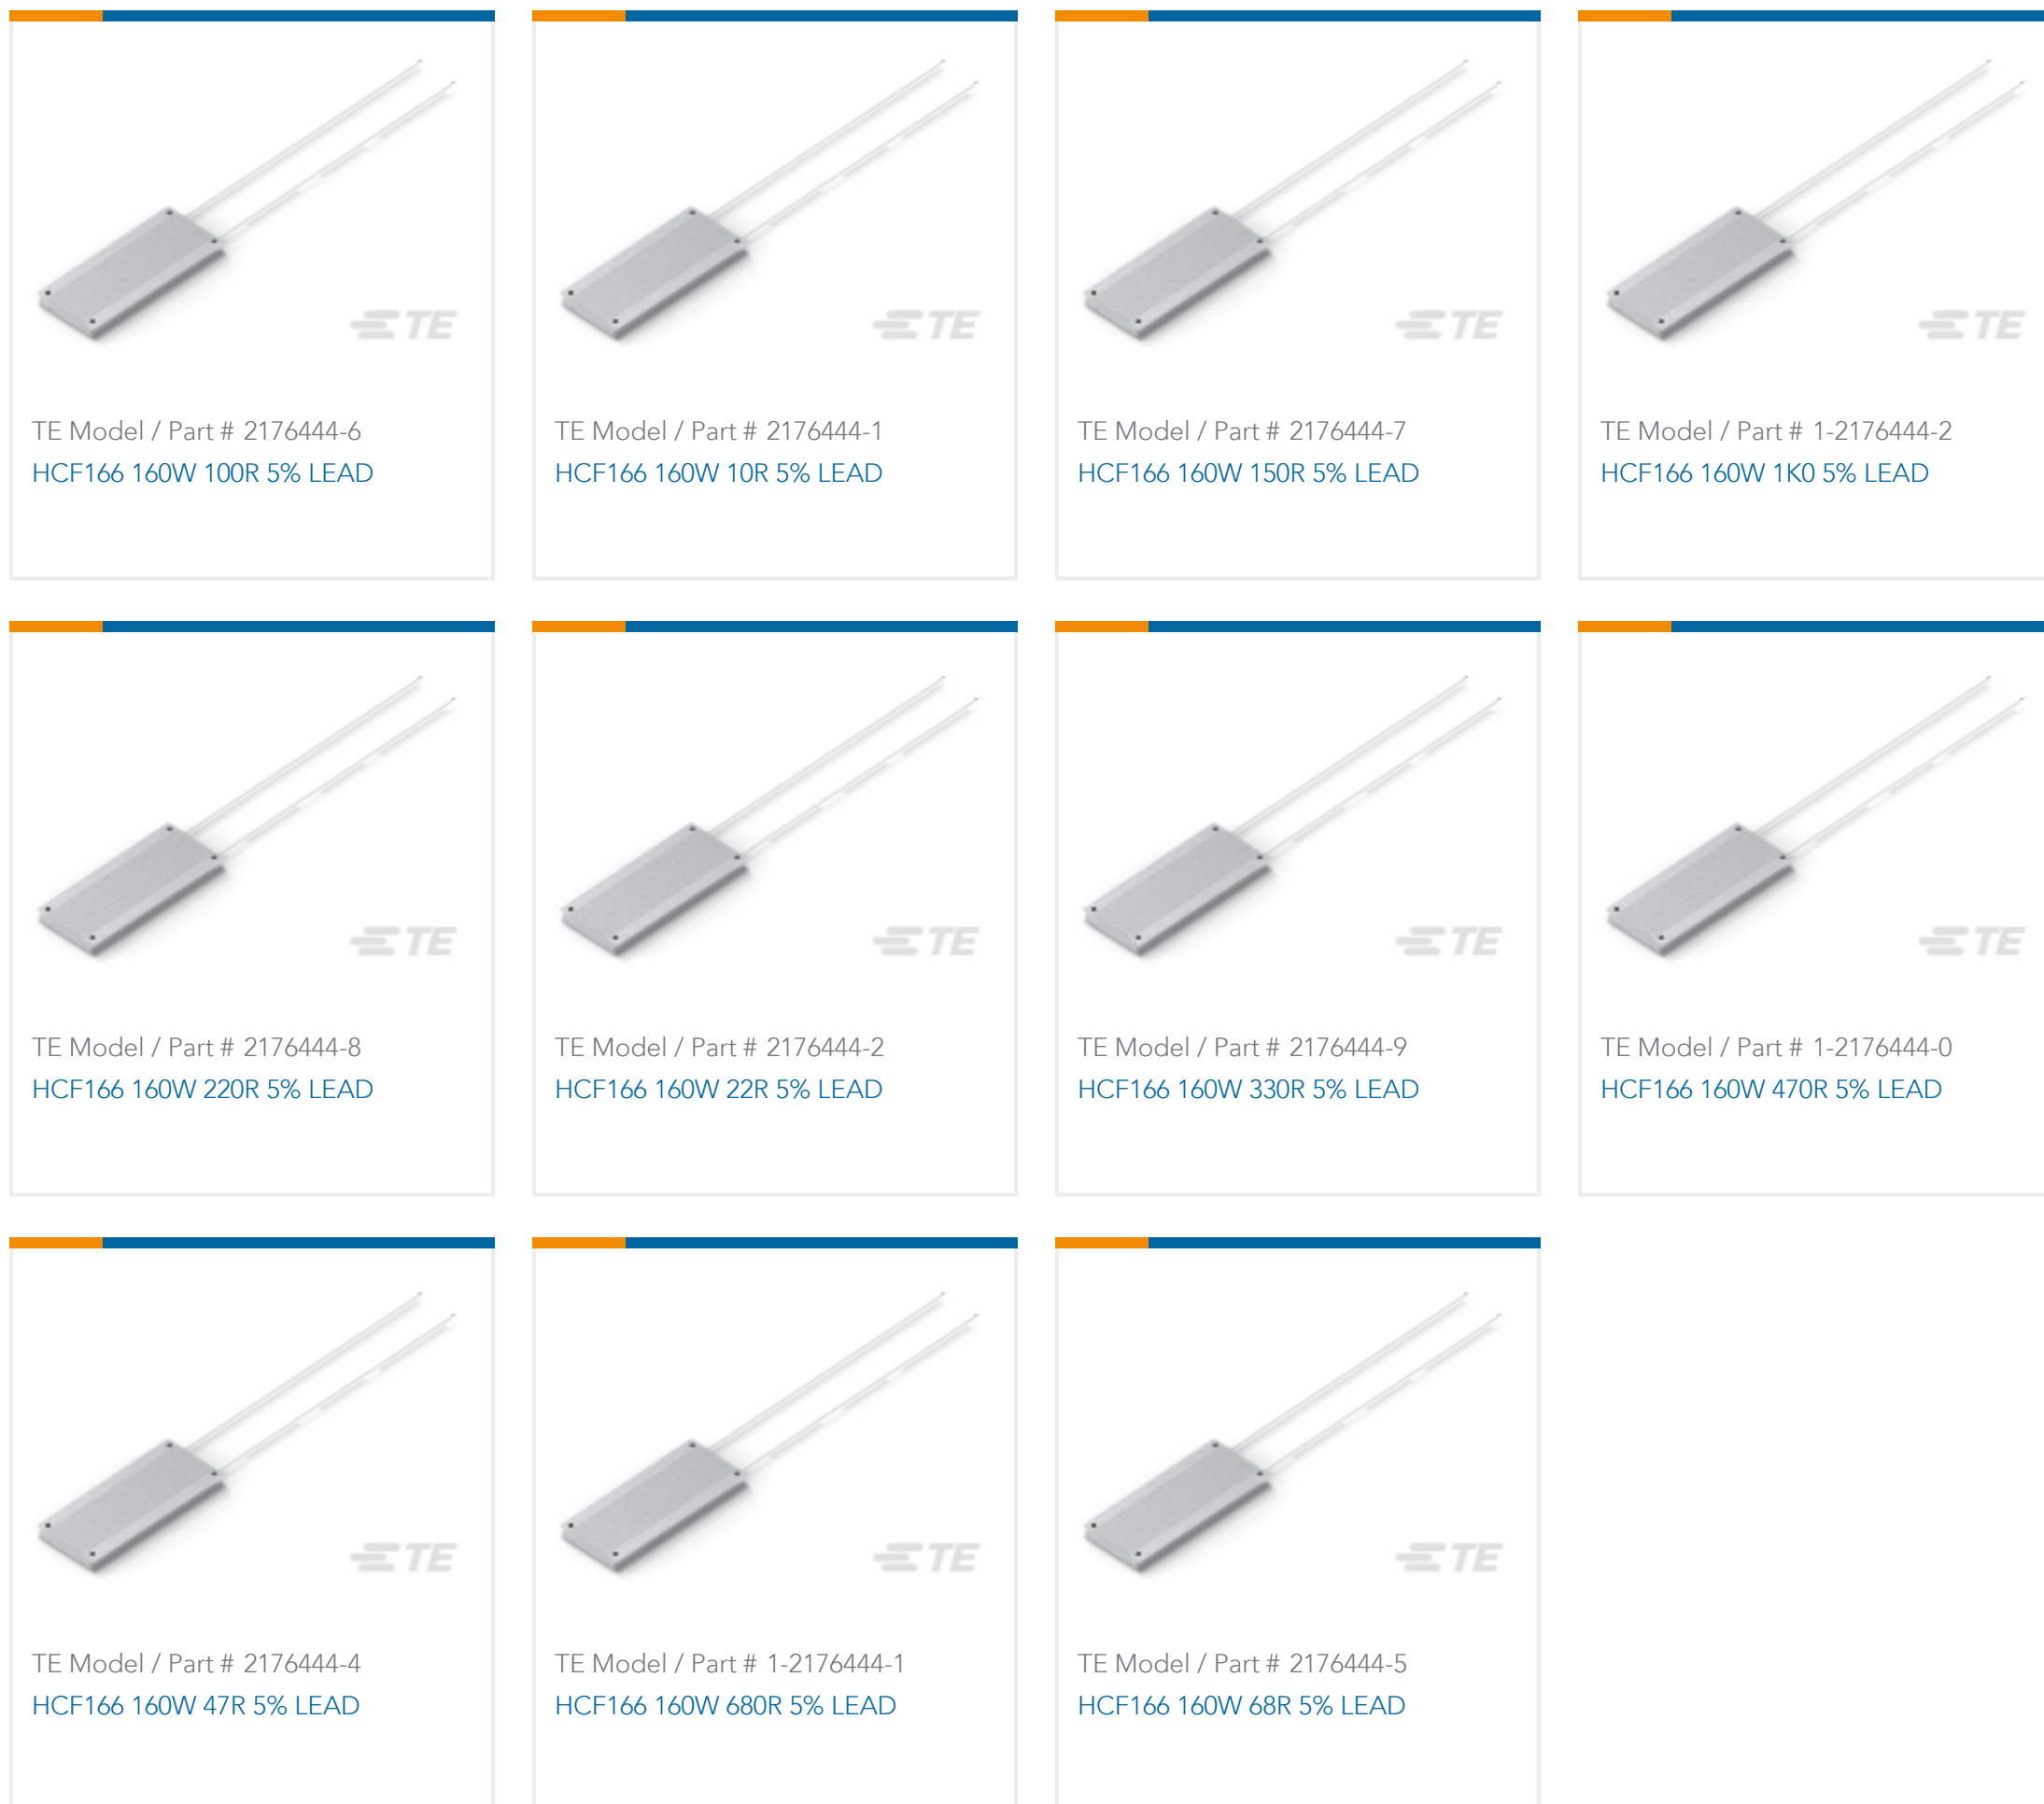 TE
TE Model / Part # 2176444-6
HCF166 160W 100R 5% LEAD
TE
TE Model / Part # 2176444-1
HCF166 160W 10R 5% LEAD
TE
TE Model / Part # 2176444-7
HCF166 160W 150R 5% LEAD
TE
TE Model / Part # 1-2176444-2
HCF166 160W 1K0 5% LEAD
TE
TE Model / Part # 2176444-8
HCF166 160W 220R 5% LEAD
TE
TE Model / Part # 2176444-2
HCF166 160W 22R 5% LEAD
TE
TE Model / Part # 2176444-9
HCF166 160W 330R 5% LEAD
TE
TE Model / Part # 1-2176444-0
HCF166 160W 470R 5% LEAD
TE
TE Model / Part # 2176444-4
HCF166 160W 47R 5% LEAD
TE
TE Model / Part # 1-2176444-1
HCF166 160W 680R 5% LEAD
TE
TE Model / Part # 2176444-5
HCF166 160W 68R 5% LEAD